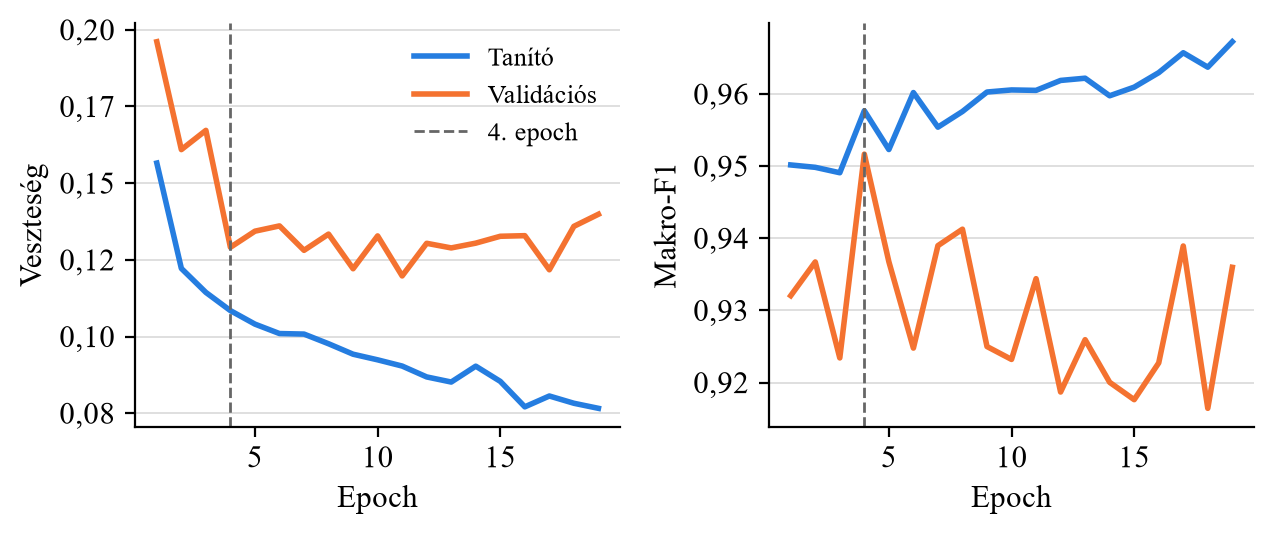 0,20
0,17
0,15
0,12
0,10
0,08
Veszteség
5
10
15
Epoch
Tanító
Validációs
4. epoch
0,96
0,95
0,94
0,93
0,92
Makro-F1
5
10
15
Epoch